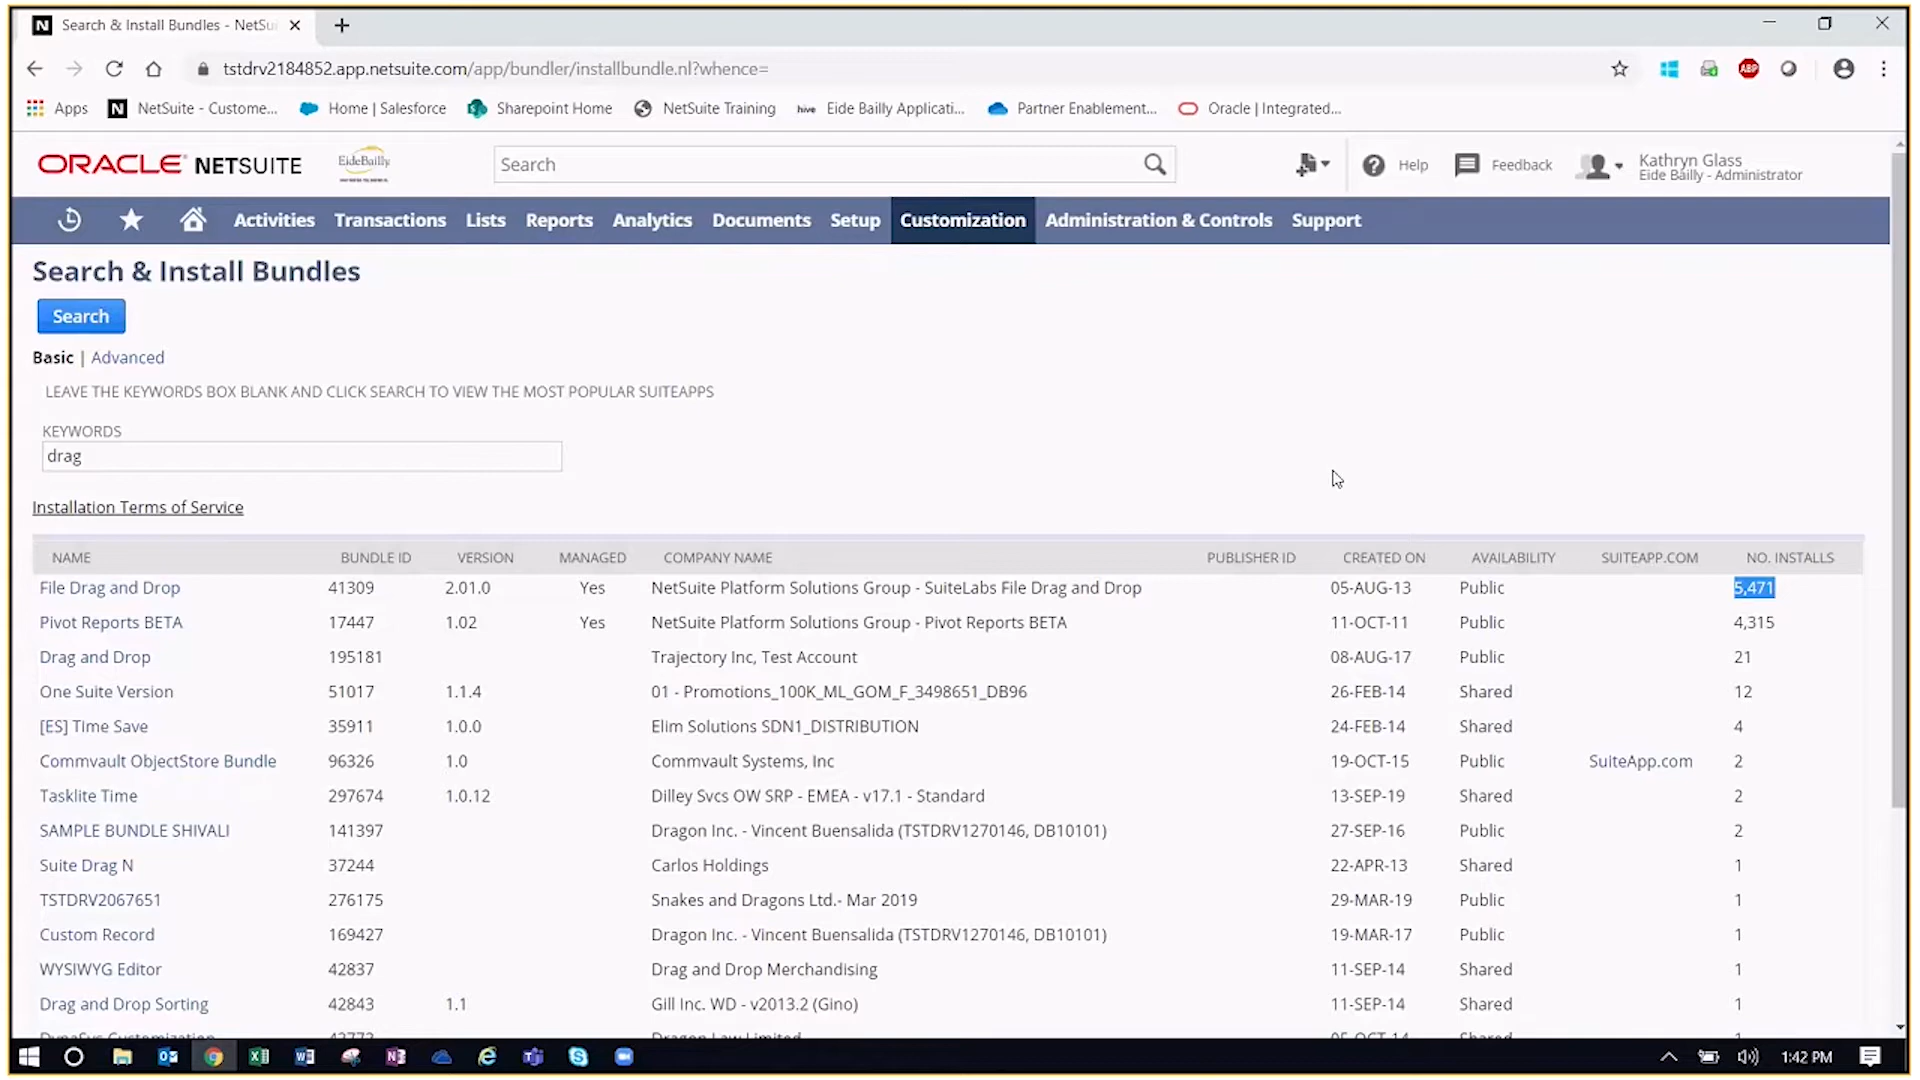 Search & Install Bundles - NetSui
tstdrv2184852.app.netsuite.com/app/bundler/installbundle.nl?whence=
ABP
Apps N NetSuite - Custome... Home | Salesforce Sharepoint Home NetSuite Training hive Eide Bailly Applicati... Partner Enablement... Oracle | Integrated...
ORACLE NETSUITE EideBailly Search Help Feedback Kathryn Glass
Eide Bailly - Administrator
Activities Transactions Lists Reports Analytics Documents Setup Customization Administration & Controls Support
Search & Install Bundles
Search
Basic | Advanced
LEAVE THE KEYWORDS BOX BLANK AND CLICK SEARCH TO VIEW THE MOST POPULAR SUITEAPPS
KEYWORDS
drag
Installation Terms of Service
NAME BUNDLE ID VERSION MANAGED COMPANY NAME PUBLISHER ID CREATED ON AVAILABILITY SUITEAPP.COM NO. INSTALLS
File Drag and Drop 41309 2.01.0 Yes NetSuite Platform Solutions Group - SuiteLabs File Drag and Drop 05-AUG-13 Public 5,471
Pivot Reports BETA 17447 1.02 Yes NetSuite Platform Solutions Group - Pivot Reports BETA 11-OCT-11 Public 4,315
Drag and Drop 195181 Trajectory Inc, Test Account 08-AUG-17 Public 21
One Suite Version 51017 1.1.4 01 - Promotions_100K_ML_GOM_F_3498651_DB96 26-FEB-14 Shared 12
[ES] Time Save 35911 1.0.0 Elim Solutions SDN1_DISTRIBUTION 24-FEB-14 Shared 4
Commvault ObjectStore Bundle 96326 1.0 Commvault Systems, Inc 19-OCT-15 Public SuiteApp.com 2
Tasklite Time 297674 1.0.12 Dilley Svcs OW SRP - EMEA - v17.1 - Standard 13-SEP-19 Shared 2
SAMPLE BUNDLE SHIVALI 141397 Dragon Inc. - Vincent Buensalida (TSTDRV1270146, DB10101) 27-SEP-16 Public 2
Suite Drag N 37244 Carlos Holdings 22-APR-13 Shared 1
TSTDRV2067651 276175 Snakes and Dragons Ltd.- Mar 2019 29-MAR-19 Public 1
Custom Record 169427 Dragon Inc. - Vincent Buensalida (TSTDRV1270146, DB10101) 19-MAR-17 Public 1
WYSIWYG Editor 42837 Drag and Drop Merchandising 11-SEP-14 Shared 1
Drag and Drop Sorting 42843 1.1 Gill Inc. WD - v2013.2 (Gino) 11-SEP-14 Shared 1
Dragon Law Limited 05-OCT-14
1:42 PM